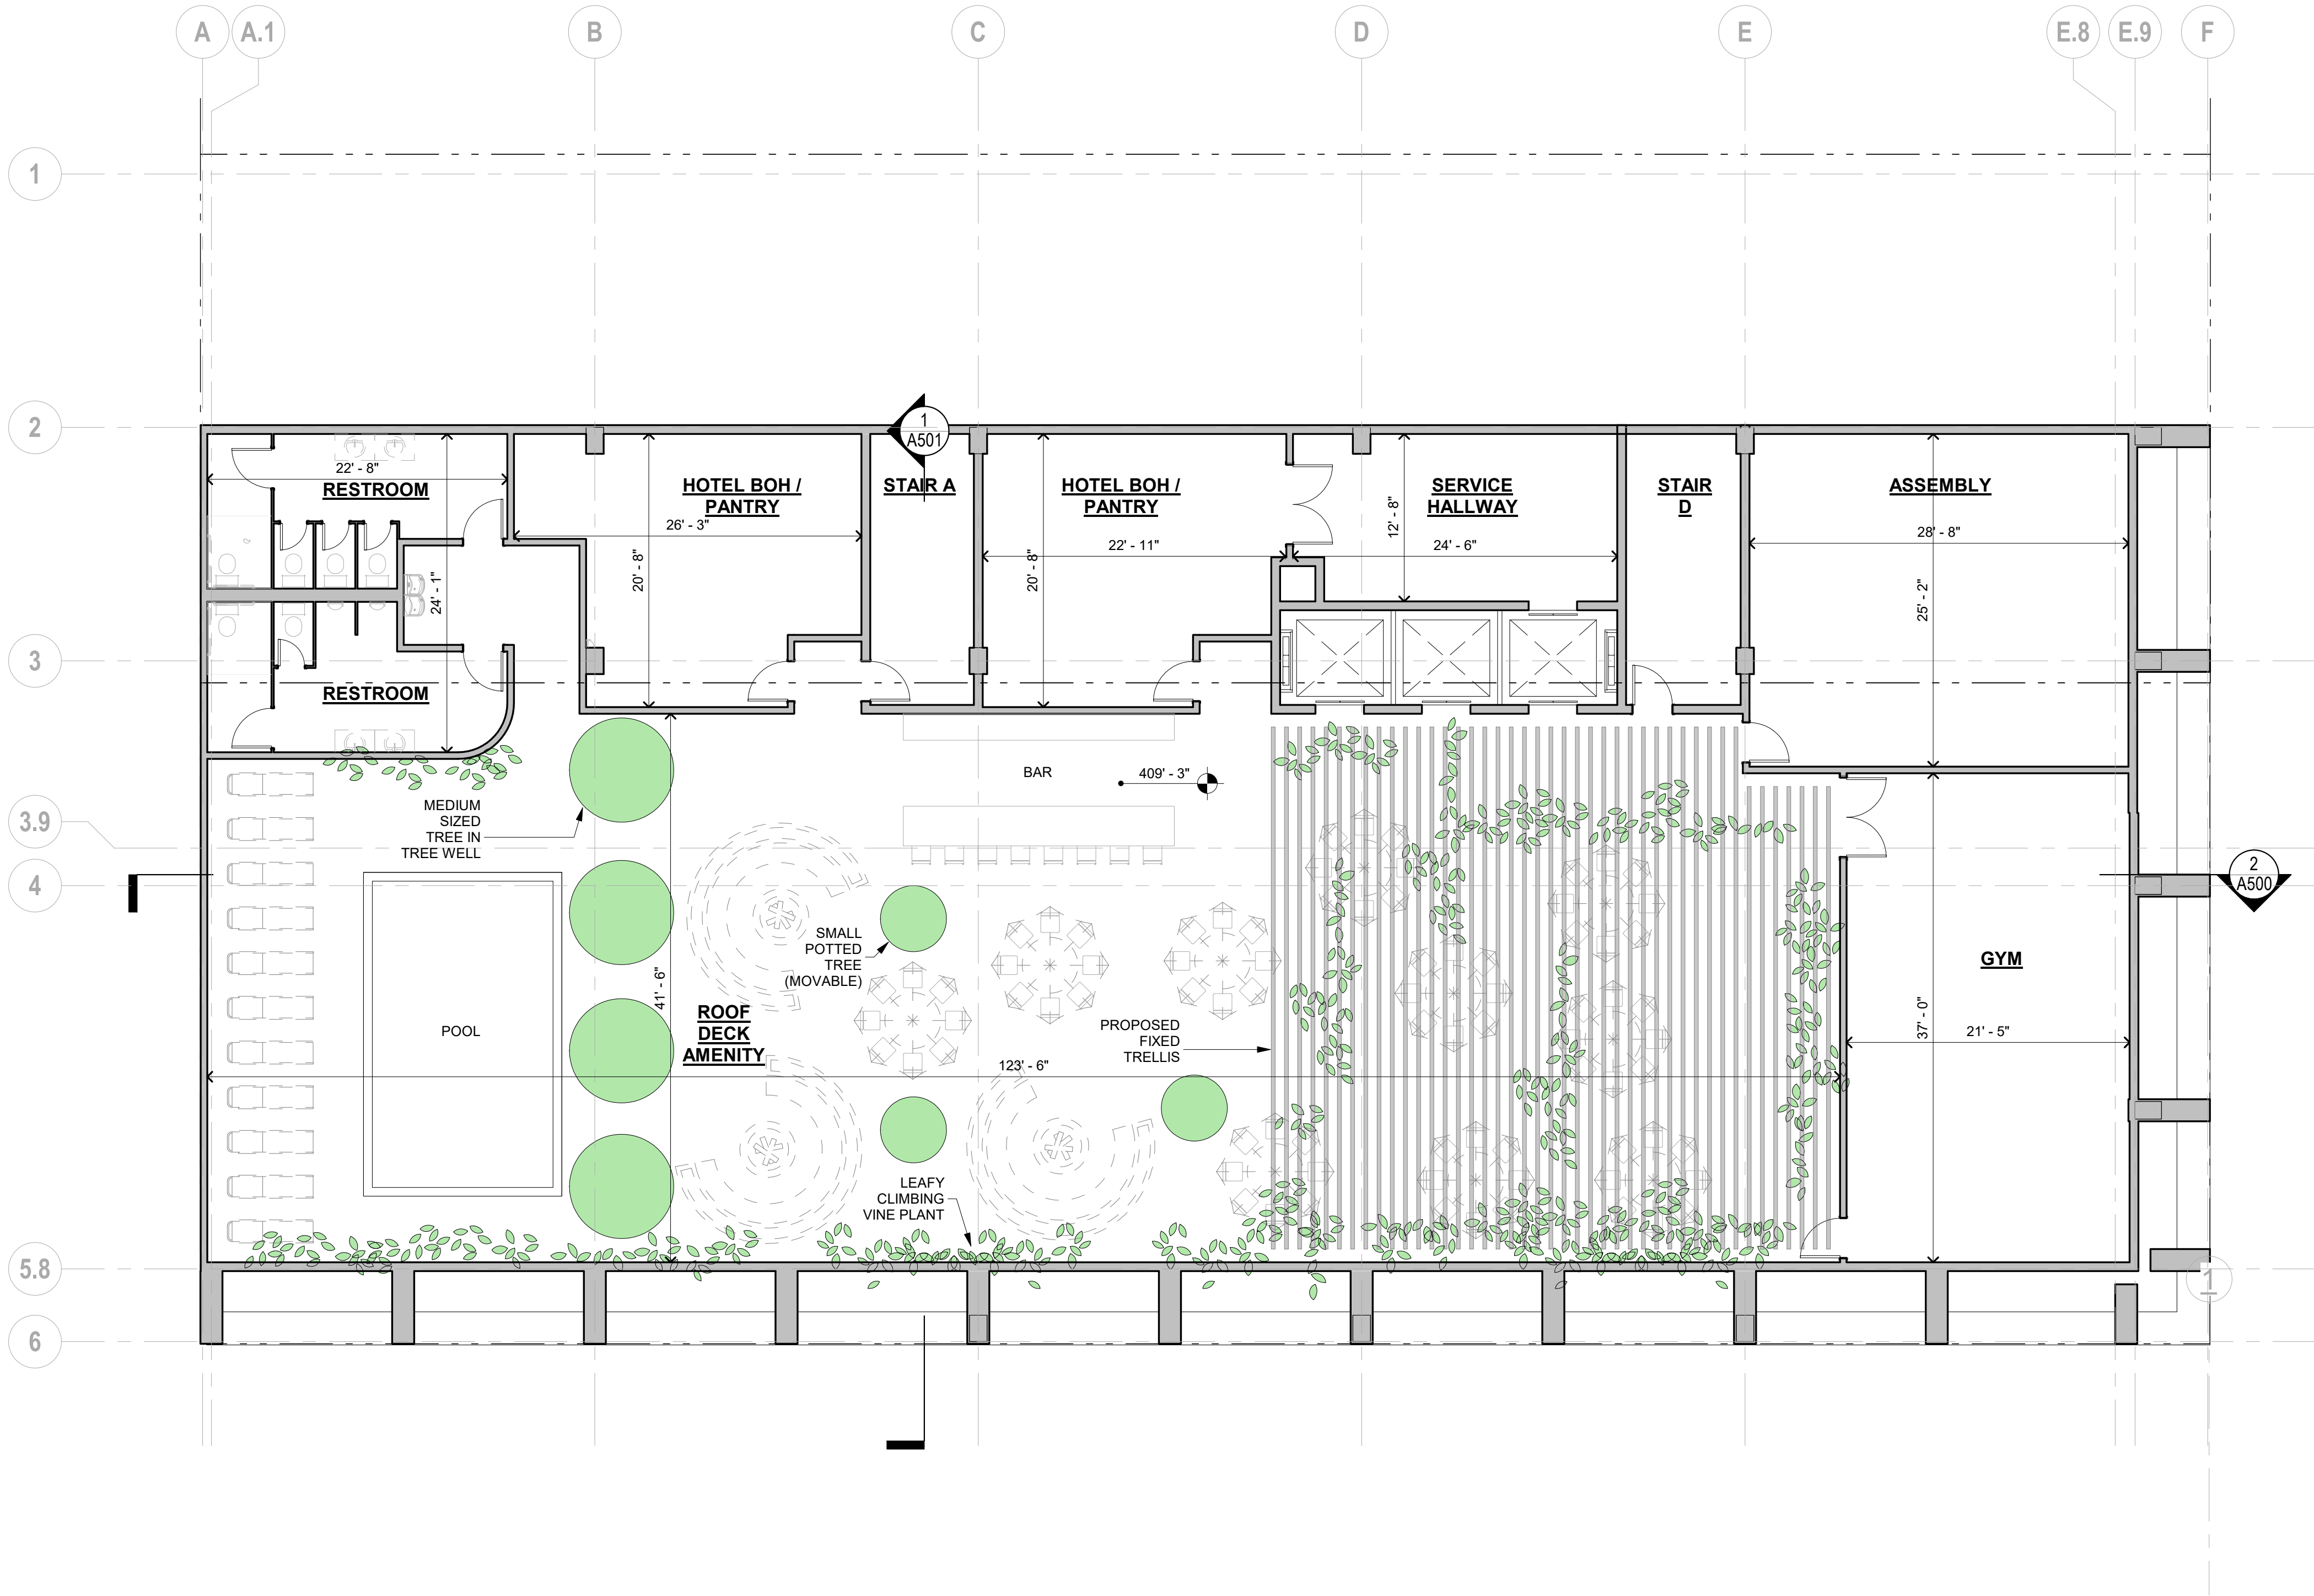 A
A.1
B
C
D
E
E.8
E.9
F
1
2
3
3.9
4
5.8
6
1
A501
22' - 8"
RESTROOM
HOTEL BOH /
PANTRY
26' - 3"
STAIR A
HOTEL BOH /
PANTRY
22' - 11"
SERVICE
HALLWAY
24' - 6"
12' - 8"
STAIR
D
ASSEMBLY
28' - 8"
24' - 1"
20' - 8"
20' - 8"
25' - 2"
RESTROOM
BAR
409' - 3"
MEDIUM
SIZED
TREE IN
TREE WELL
2
A500
SMALL
POTTED
TREE
(MOVABLE)
GYM
41' - 6"
POOL
ROOF
DECK
AMENITY
PROPOSED
FIXED
TRELLIS
37' - 0"
21' - 5"
123' - 6"
LEAFY
CLIMBING
VINE PLANT
1